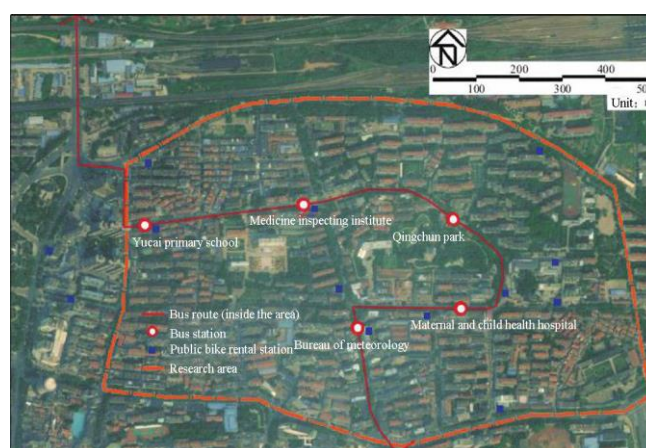 N
0 200 400
100 300 50
Unit:
Medicine inspecting institute
Yucai primary school
Qingchun park
Bus route (inside the area)
Bus station
Maternal and child health hospital
Bureau of meteorology
Public bike rental station
Research area